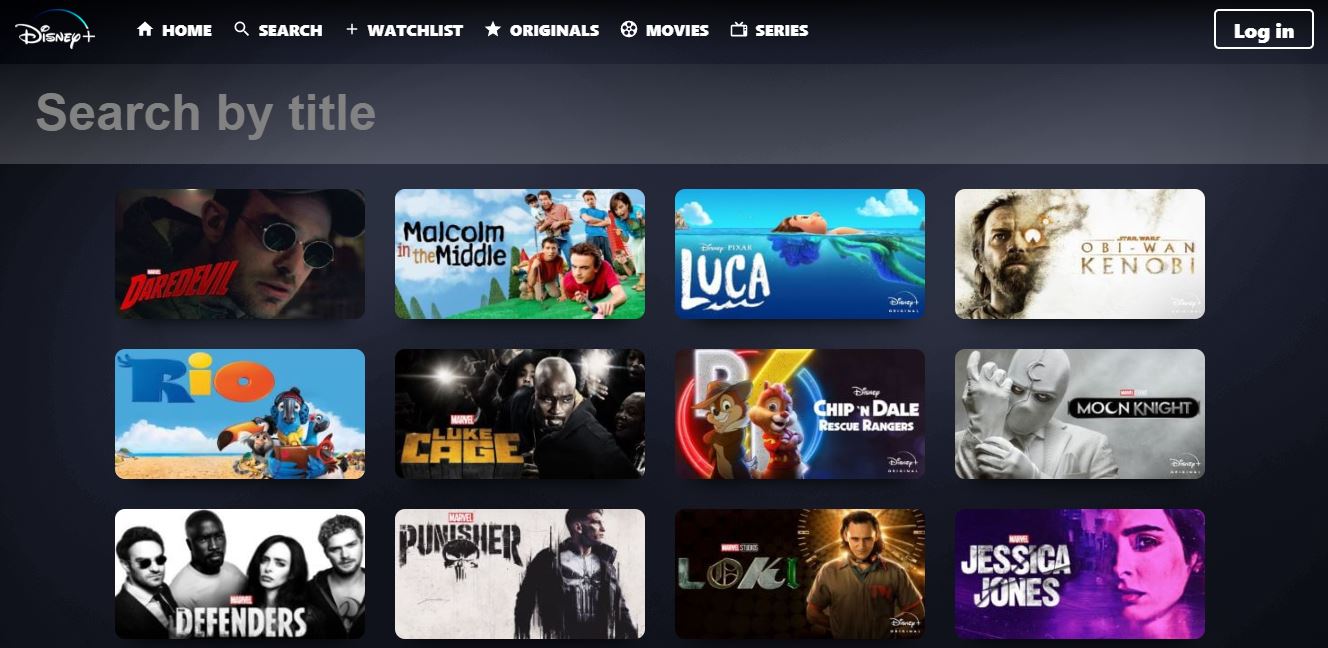 Disney+
HOME
SEARCH
WATCHLIST
ORIGINALS
MOVIES
SERIES
Log in
Search by title
MARVEL
DAREDEVIL
Malcolm
in the Middle
Disney · PIXAR
LUCA
Disney+
ORIGINAL
STAR WARS
OBI-WAN
KENOBI
Disney+
ORIGINAL
RIO
MARVEL
LUKE
CAGE
Disney
CHIP 'N DALE
RESCUE RANGERS
Disney+
ORIGINAL
MARVEL STUDIOS
MOON KNIGHT
Disney+
ORIGINAL
MARVEL
DEFENDERS
MARVEL
PUNISHER
MARVEL STUDIOS
LOKI
Disney+
ORIGINAL
MARVEL
JESSICA
JONES